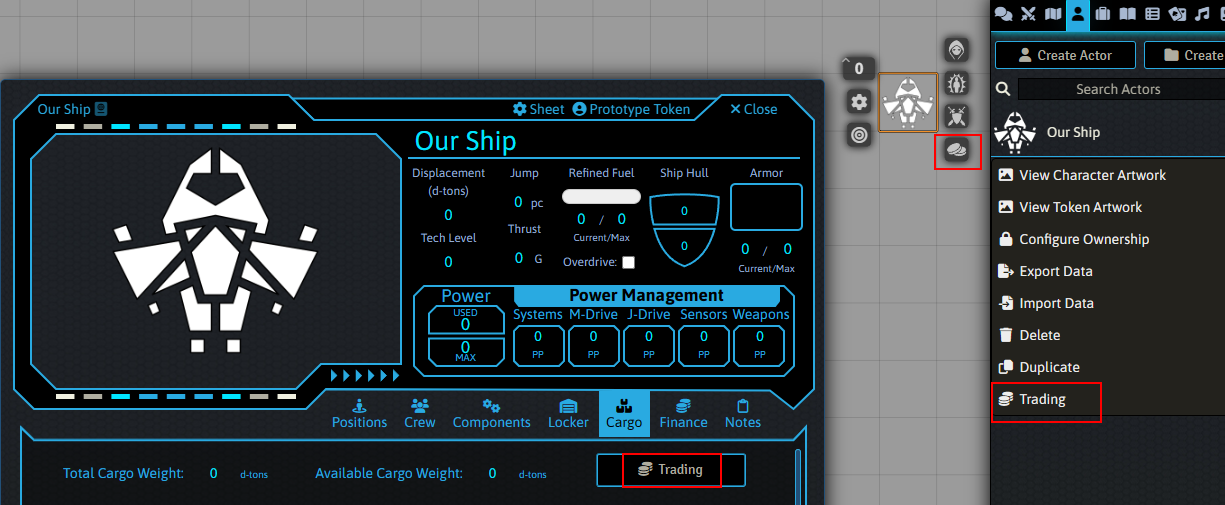 Our Ship
Sheet
Prototype Token
Close
Our Ship
Displacement
(d-tons)
0
Tech Level
0
Jump
0 pc
Thrust
0 G
Refined Fuel
0 / 0
Current/Max
Overdrive:
Ship Hull
0
0
Armor
0 / 0
Current/Max
Power
USED
0
0
MAX
Power Management
Systems M-Drive J-Drive Sensors Weapons
0 0 0 0 0
PP PP PP PP PP
Positions Crew Components Locker Cargo Finance Notes
Total Cargo Weight: 0 d-tons Available Cargo Weight: 0 d-tons Trading
0
Create Actor
Create
Search Actors
Our Ship
View Character Artwork
View Token Artwork
Configure Ownership
Export Data
Import Data
Delete
Duplicate
Trading